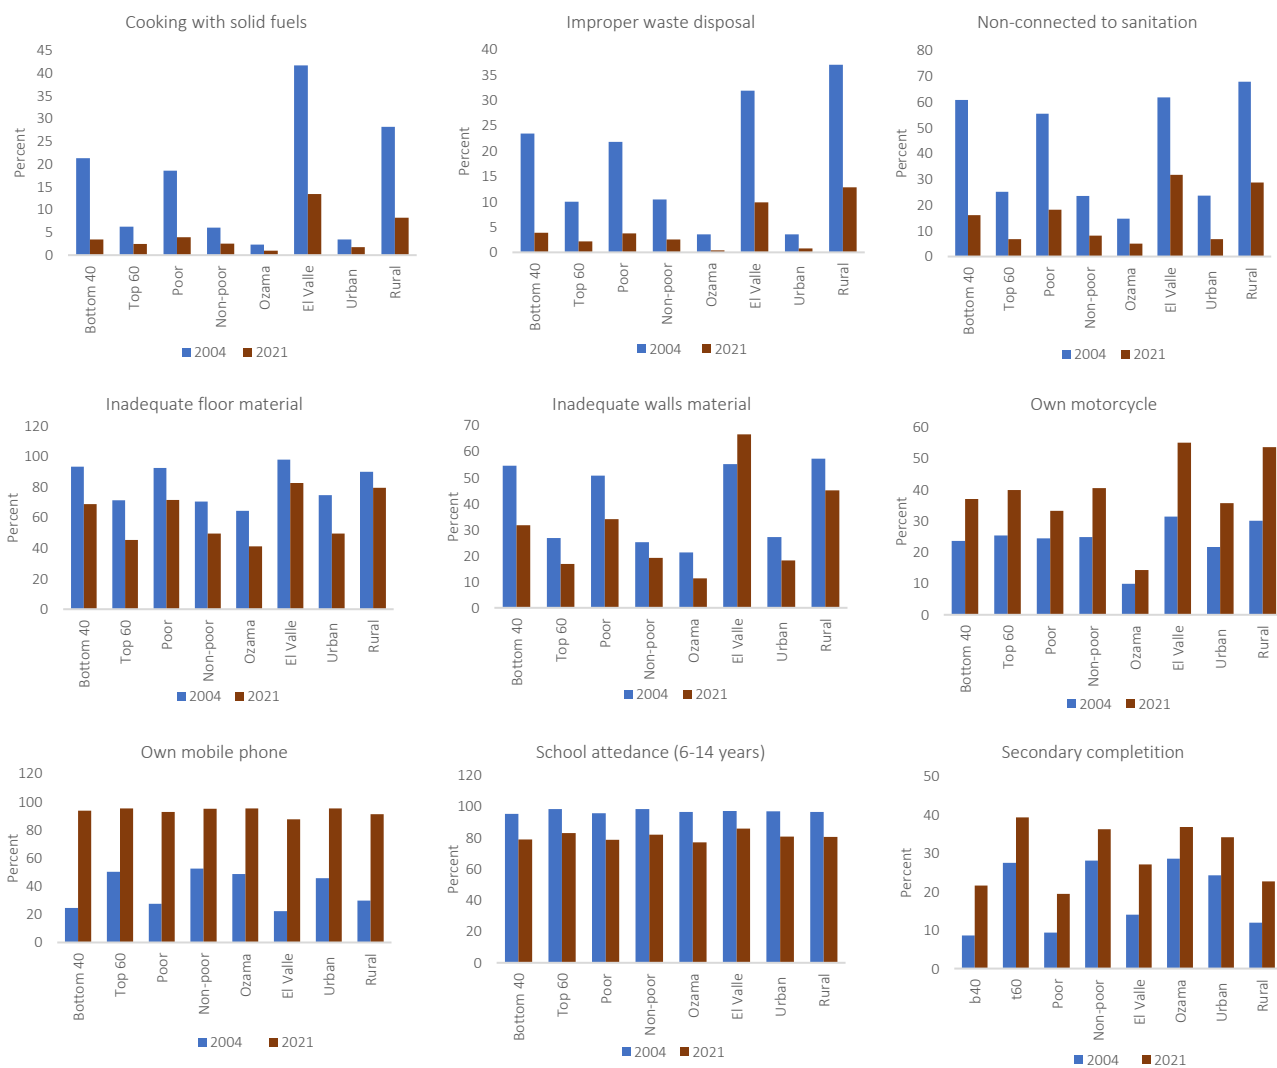 Cooking with solid fuels
45
40
35
30
25
20
15
10
5
0
Percent
Bottom 40
Top 60
Poor
Non-poor
Ozama
El Valle
Urban
Rural
2004 2021
Improper waste disposal
40
35
30
25
20
15
10
5
0
Percent
Bottom 40
Top 60
Poor
Non-poor
Ozama
El Valle
Urban
Rural
2004 2021
Non-connected to sanitation
80
70
60
50
40
30
20
10
0
Percent
Bottom 40
Top 60
Poor
Non-poor
Ozama
El Valle
Urban
Rural
2004 2021
Inadequate floor material
120
100
80
60
40
20
0
Percent
Bottom 40
Top 60
Poor
Non-poor
Ozama
El Valle
Urban
Rural
2004 2021
Inadequate walls material
70
60
50
40
30
20
10
0
Percent
Bottom 40
Top 60
Poor
Non-poor
Ozama
El Valle
Urban
Rural
2004 2021
Own motorcycle
60
50
40
30
20
10
0
Percent
Bottom 40
Top 60
Poor
Non-poor
Ozama
El Valle
Urban
Rural
2004 2021
Own mobile phone
120
100
80
60
40
20
0
Percent
Bottom 40
Top 60
Poor
Non-poor
Ozama
El Valle
Urban
Rural
2004 2021
School attedance (6-14 years)
120
100
80
60
40
20
0
Percent
Bottom 40
Top 60
Poor
Non-poor
Ozama
El Valle
Urban
Rural
2004 2021
Secondary completition
50
40
30
20
10
0
Percent
b40
t60
Poor
Non-poor
El Valle
Ozama
Urban
Rural
2004 2021